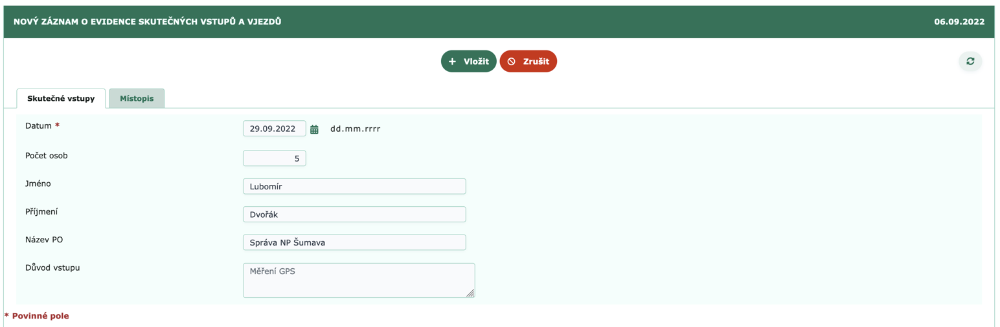 NOVÝ ZÁZNAM O EVIDENCE SKUTEČNÝCH VSTUPŮ A VJEZDŮ 06.09.2022
Vložit Zrušit
Skutečné vstupy Místopis
Datum * 29.09.2022 dd.mm.rrrr
Počet osob 5
Jméno Lubomír
Příjmení Dvořák
Název PO Správa NP Šumava
Důvod vstupu Měření GPS
* Povinné pole